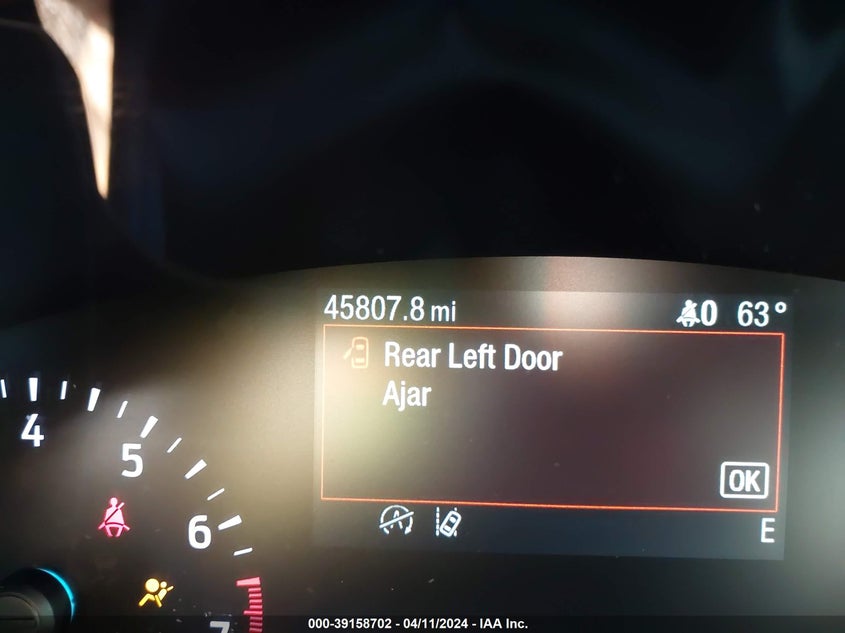 45807.8 mi 0 63°
Rear Left Door
Ajar
OK
E
4
5
6
7
000-39158702 - 04/11/2024 - IAA Inc.